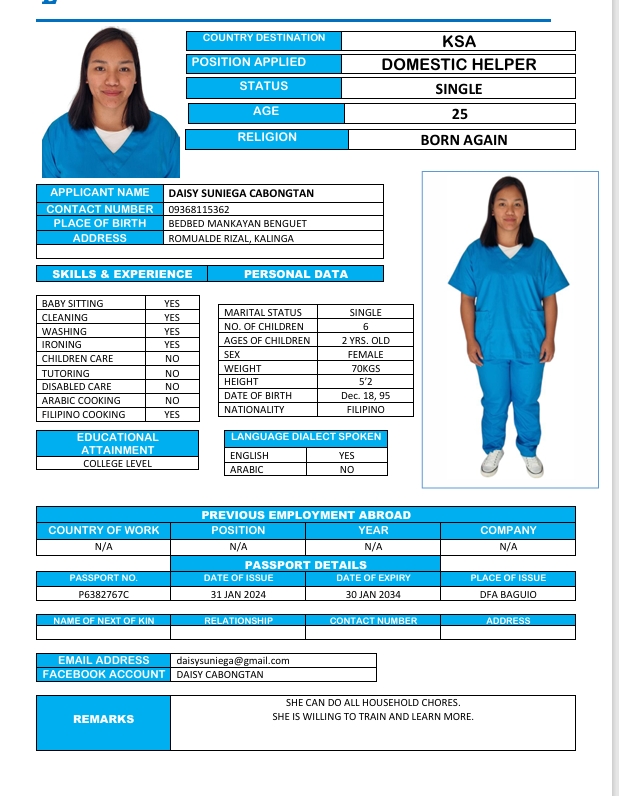 COUNTRY DESTINATION KSA
POSITION APPLIED DOMESTIC HELPER
STATUS SINGLE
AGE 25
RELIGION BORN AGAIN
APPLICANT NAME DAISY SUNIEGA CABONGTAN
CONTACT NUMBER 09368115362
PLACE OF BIRTH BEDBED MANKAYAN BENGUET
ADDRESS ROMUALDE RIZAL, KALINGA
SKILLS & EXPERIENCE PERSONAL DATA
BABY SITTING YES
CLEANING YES
WASHING YES
IRONING YES
CHILDREN CARE NO
TUTORING NO
DISABLED CARE NO
ARABIC COOKING NO
FILIPINO COOKING YES
MARITAL STATUS SINGLE
NO. OF CHILDREN 6
AGES OF CHILDREN 2 YRS. OLD
SEX FEMALE
WEIGHT 70KGS
HEIGHT 5'2
DATE OF BIRTH Dec. 18, 95
NATIONALITY FILIPINO
EDUCATIONAL
ATTAINMENT
COLLEGE LEVEL
LANGUAGE DIALECT SPOKEN
ENGLISH YES
ARABIC NO
PREVIOUS EMPLOYMENT ABROAD
COUNTRY OF WORK POSITION YEAR COMPANY
N/A N/A N/A N/A
PASSPORT DETAILS
PASSPORT NO. DATE OF ISSUE DATE OF EXPIRY PLACE OF ISSUE
P6382767C 31 JAN 2024 30 JAN 2034 DFA BAGUIO
NAME OF NEXT OF KIN RELATIONSHIP CONTACT NUMBER ADDRESS
EMAIL ADDRESS daisysuniega@gmail.com
FACEBOOK ACCOUNT DAISY CABONGTAN
REMARKS
SHE CAN DO ALL HOUSEHOLD CHORES.
SHE IS WILLING TO TRAIN AND LEARN MORE.